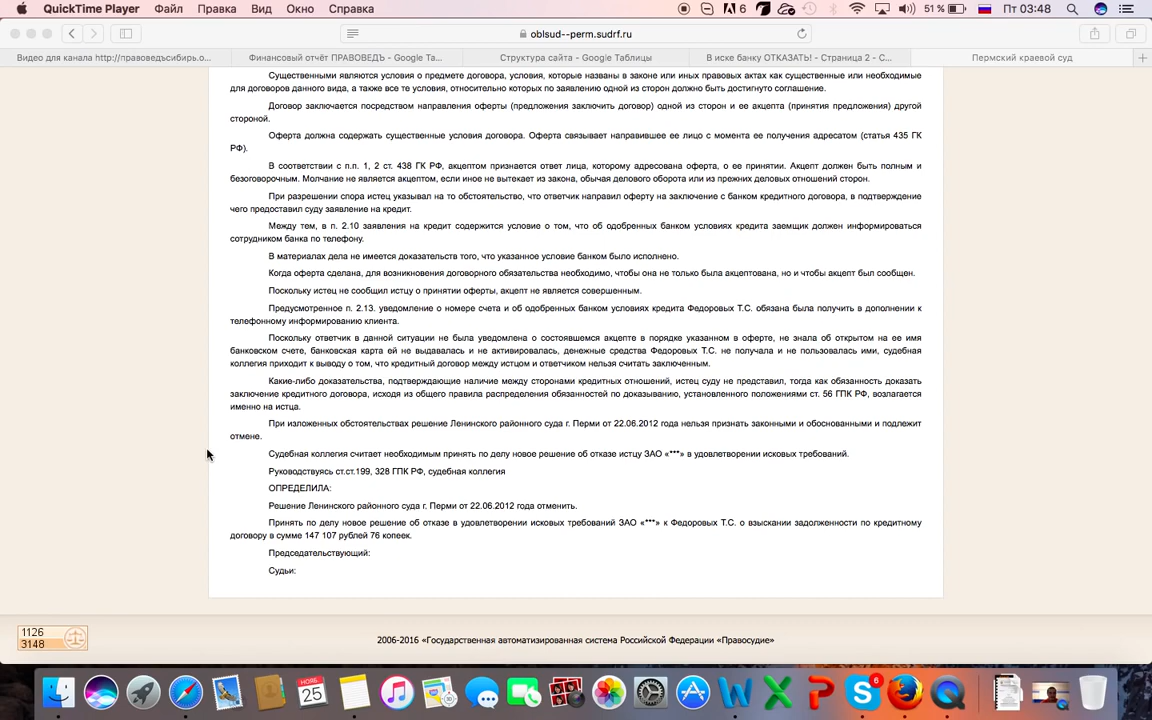 QuickTime Player Файл Правка Вид Окно Справка 6 51 % Пт 03:48
oblsud--perm.sudrf.ru
Видео для канала http://правоведъсибирь.о... Финансовый отчёт ПРАВОВЕДЪ - Google Та... Структура сайта - Google Таблицы В иске банку ОТКАЗАТЬ! - Страница 2 - С... Пермский краевой суд
Существенными являются условия о предмете договора, условия, которые названы в законе или иных правовых актах как существенные или необходимые
для договоров данного вида, а также все те условия, относительно которых по заявлению одной из сторон должно быть достигнуто соглашение.
Договор заключается посредством направления оферты (предложения заключить договор) одной из сторон и ее акцепта (принятия предложения) другой
стороной.
Оферта должна содержать существенные условия договора. Оферта связывает направившее ее лицо с момента ее получения адресатом (статья 435 ГК
РФ).
В соответствии с п.п. 1, 2 ст. 438 ГК РФ, акцептом признается ответ лица, которому адресована оферта, о ее принятии. Акцепт должен быть полным и
безоговорочным. Молчание не является акцептом, если иное не вытекает из закона, обычая делового оборота или из прежних деловых отношений сторон.
При разрешении спора истец указывал на то обстоятельство, что ответчик направил оферту на заключение с банком кредитного договора, в подтверждение
чего предоставил суду заявление на кредит.
Между тем, в п. 2.10 заявления на кредит содержится условие о том, что об одобренных банком условиях кредита заемщик должен информироваться
сотрудником банка по телефону.
В материалах дела не имеется доказательств того, что указанное условие банком было исполнено.
Когда оферта сделана, для возникновения договорного обязательства необходимо, чтобы она не только была акцептована, но и чтобы акцепт был сообщен.
Поскольку истец не сообщил истцу о принятии оферты, акцепт не является совершенным.
Предусмотренное п. 2.13. уведомление о номере счета и об одобренных банком условиях кредита Федоровых Т.С. обязана была получить в дополнении к
телефонному информированию клиента.
Поскольку ответчик в данной ситуации не была уведомлена о состоявшемся акцепте в порядке указанном в оферте, не знала об открытом на ее имя
банковском счете, банковская карта ей не выдавалась и не активировалась, денежные средства Федоровых Т.С. не получала и не пользовалась ими, судебная
коллегия приходит к выводу о том, что кредитный договор между истцом и ответчиком нельзя считать заключенным.
Какие-либо доказательства, подтверждающие наличие между сторонами кредитных отношений, истец суду не представил, тогда как обязанность доказать
заключение кредитного договора, исходя из общего правила распределения обязанностей по доказыванию, установленного положениями ст. 56 ГПК РФ, возлагается
именно на истца.
При изложенных обстоятельствах решение Ленинского районного суда г. Перми от 22.06.2012 года нельзя признать законными и обоснованными и подлежит
отмене.
Судебная коллегия считает необходимым принять по делу новое решение об отказе истцу ЗАО «***» в удовлетворении исковых требований.
Руководствуясь ст.ст.199, 328 ГПК РФ, судебная коллегия
ОПРЕДЕЛИЛА:
Решение Ленинского районного суда г. Перми от 22.06.2012 года отменить.
Принять по делу новое решение об отказе в удовлетворении исковых требований ЗАО «***» к Федоровых Т.С. о взыскании задолженности по кредитному
договору в сумме 147 107 рублей 76 копеек.
Председательствующий:
Судьи:
1126
3148
2006-2016 «Государственная автоматизированная система Российской Федерации «Правосудие»
НОЯБ.
25
6